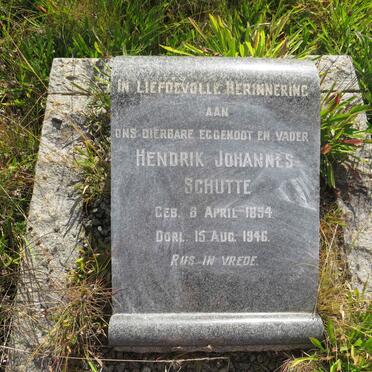 IN LIEFDEVOLLE HERINNERING
AAN
ONS DIERBARE EGGENOOT EN VADER
HENDRIK JOHANNES
SCHUTTE
GEB. 8 APRIL 1894
OORL. 15 AUG. 1946.
RUS IN VREDE.